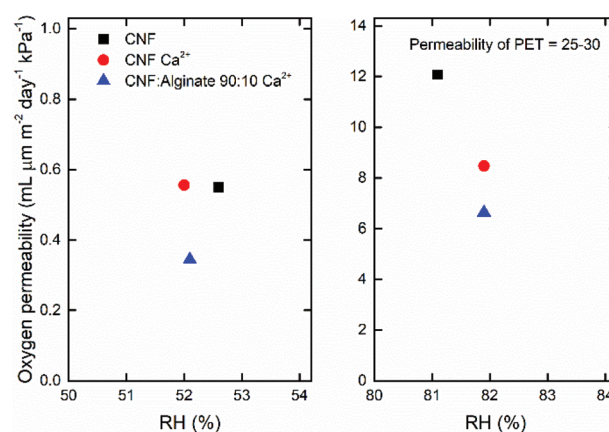 Oxygen permeability (mL μm m⁻² day⁻¹ kPa⁻¹)
1.0
0.8
0.6
0.4
0.2
0.0
CNF
CNF Ca²⁺
CNF:Alginate 90:10 Ca²⁺
50 51 52 53 54
RH (%)
Permeability of PET = 25-30
14
12
10
8
6
4
2
0
80 81 82 83 84
RH (%)